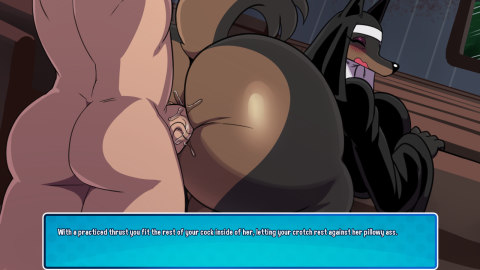 With a practiced thrust you fit the rest of your cock inside of her, letting your crotch rest against her pillowy ass.